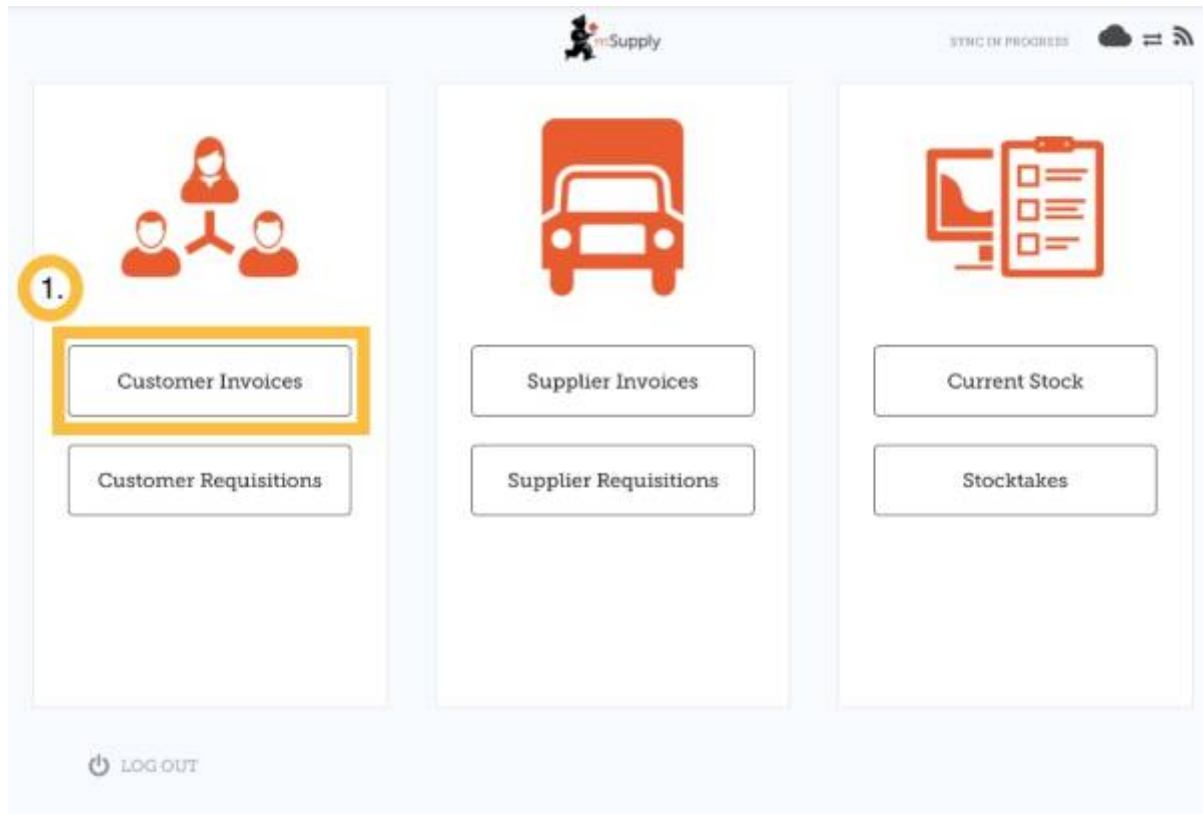 mSupply
SYNC IN PROGRESS
1.
Customer Invoices
Supplier Invoices
Current Stock
Customer Requisitions
Supplier Requisitions
Stocktakes
LOG OUT